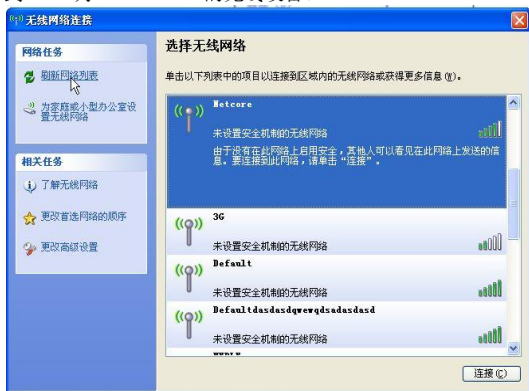 无线网络连接
网络任务
刷新网络列表
为家庭或小型办公室设
置无线网络
相关任务
了解无线网络
更改首选网络的顺序
更改高级设置
选择无线网络
单击以下列表中的项目以连接到区域内的无线网络或获得更多信息(W)。
Netcore
未设置安全机制的无线网络
由于没有在此网络上启用安全，其他人可以看见在此网络上发送的信
息。要连接到此网络，请单击“连接”。
3G
未设置安全机制的无线网络
Default
未设置安全机制的无线网络
Defaultdasdasdqwewqdsadasdasd
未设置安全机制的无线网络
连接(C)